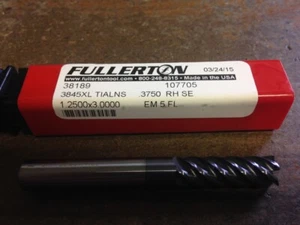 FULLERTON 03/24/15
www.fullertontool.com • 800-248-8315 • Made in the USA
38189 107705
3845XL TIALNS .3750 RH SE
1.2500x3.0000 EM 5 FL